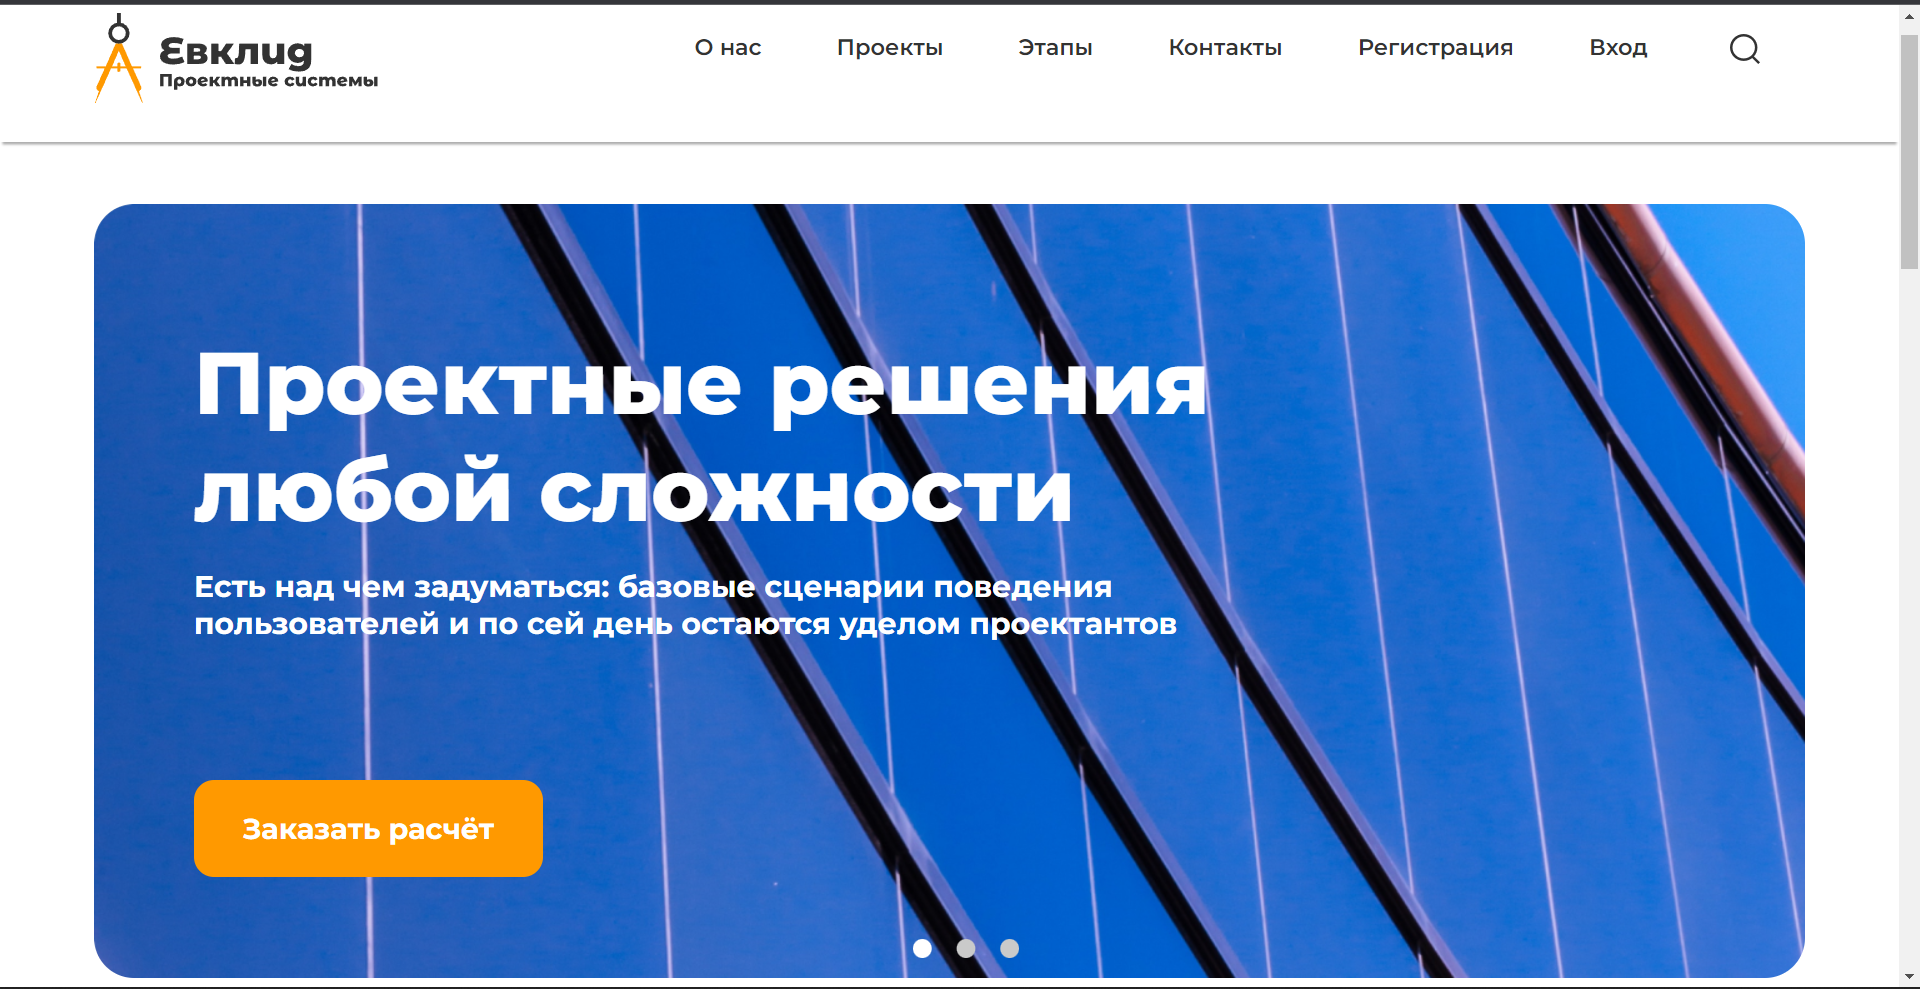 Евклид
Проектные системы
О нас
Проекты
Этапы
Контакты
Регистрация
Вход
Проектные решения
любой сложности
Есть над чем задуматься: базовые сценарии поведения
пользователей и по сей день остаются уделом проектантов
Заказать расчёт